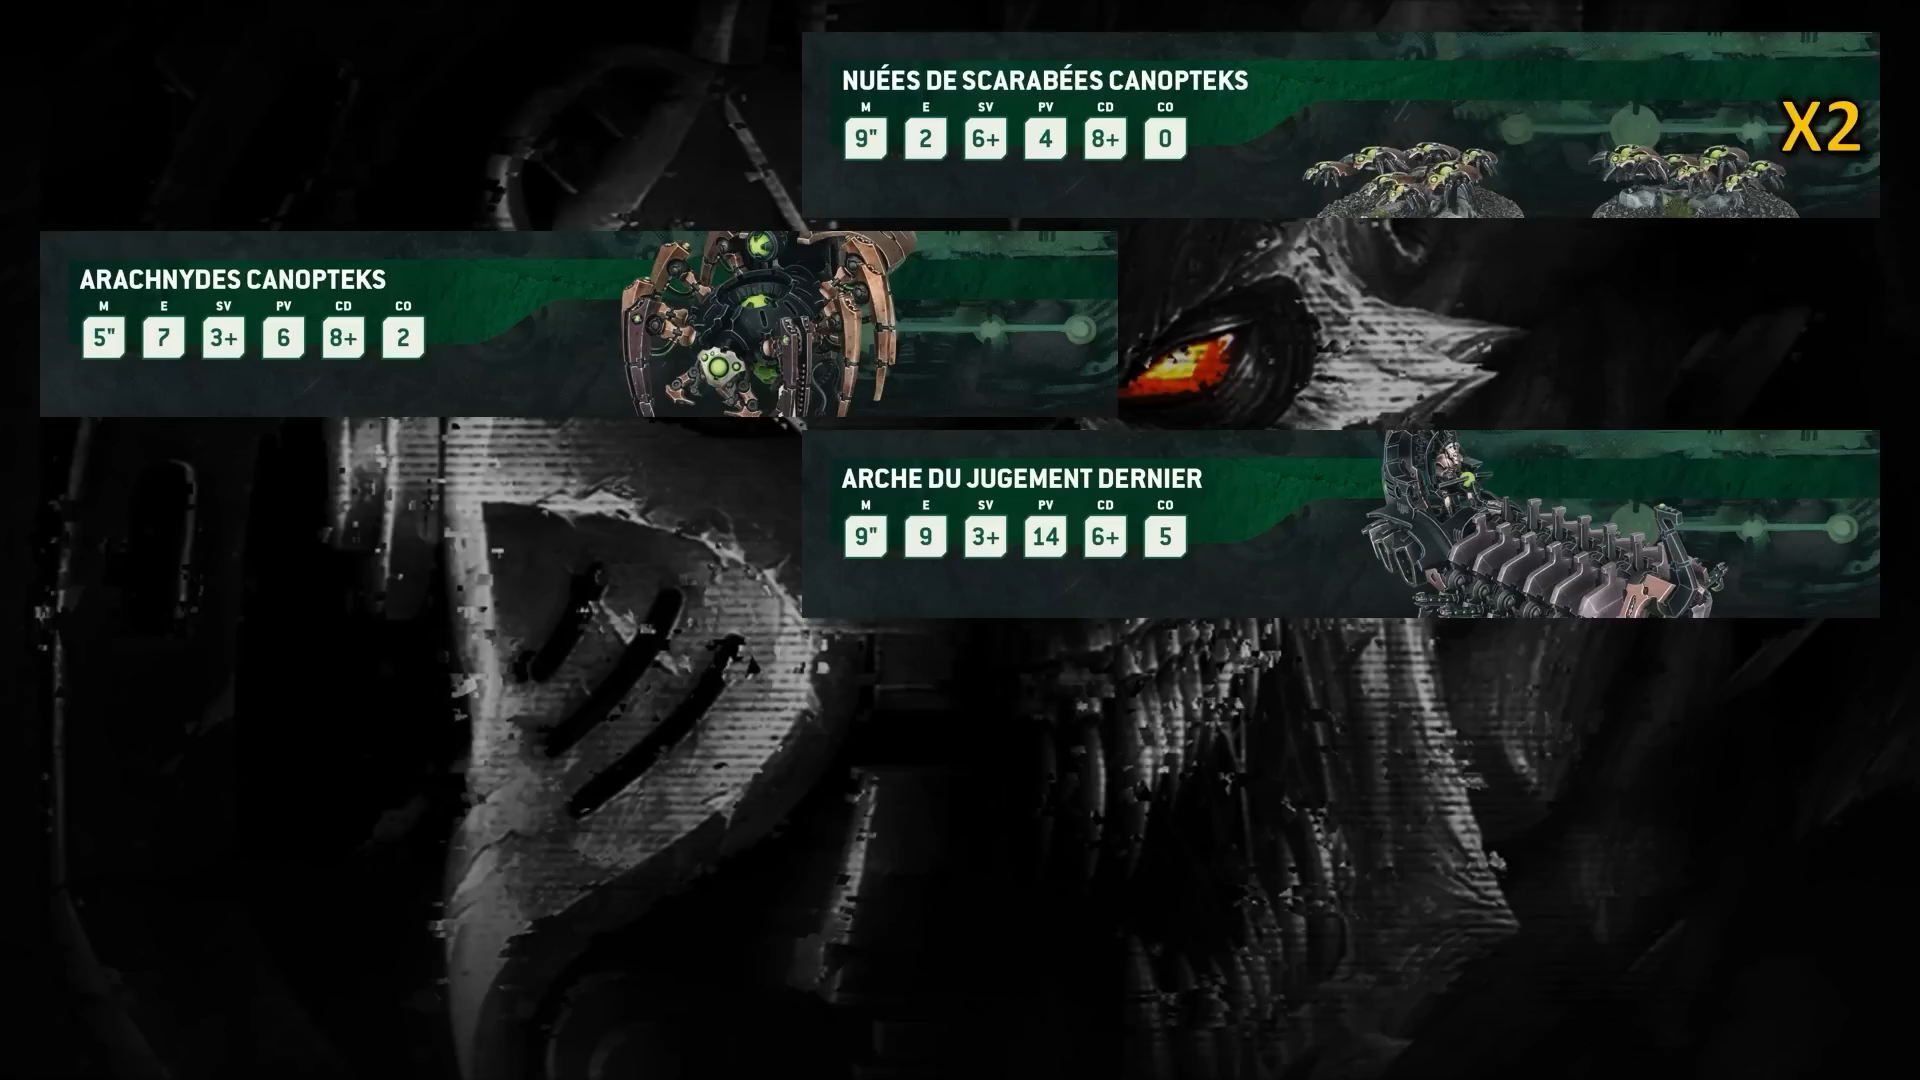 NUÉES DE SCARABÉES CANOPTEKS
M E SV PV CD CO
9" 2 6+ 4 8+ 0
X2
ARACHNYDES CANOPTEKS
M E SV PV CD CO
5" 7 3+ 6 8+ 2
ARCHE DU JUGEMENT DERNIER
M E SV PV CD CO
9" 9 3+ 14 6+ 5